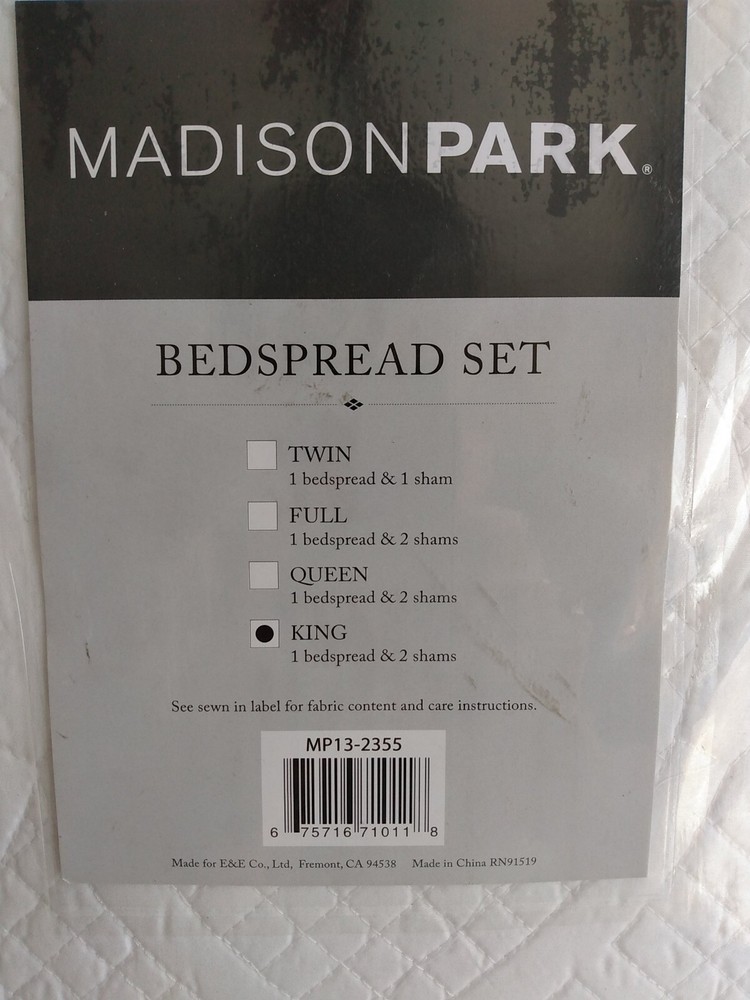 MADISONPARK®
BEDSPREAD SET
TWIN
1 bedspread & 1 sham
FULL
1 bedspread & 2 shams
QUEEN
1 bedspread & 2 shams
KING
1 bedspread & 2 shams
See sewn in label for fabric content and care instructions.
MP13-2355
6 75716 71011 8
Made for E&E Co., Ltd, Fremont, CA 94538 Made in China RN91519